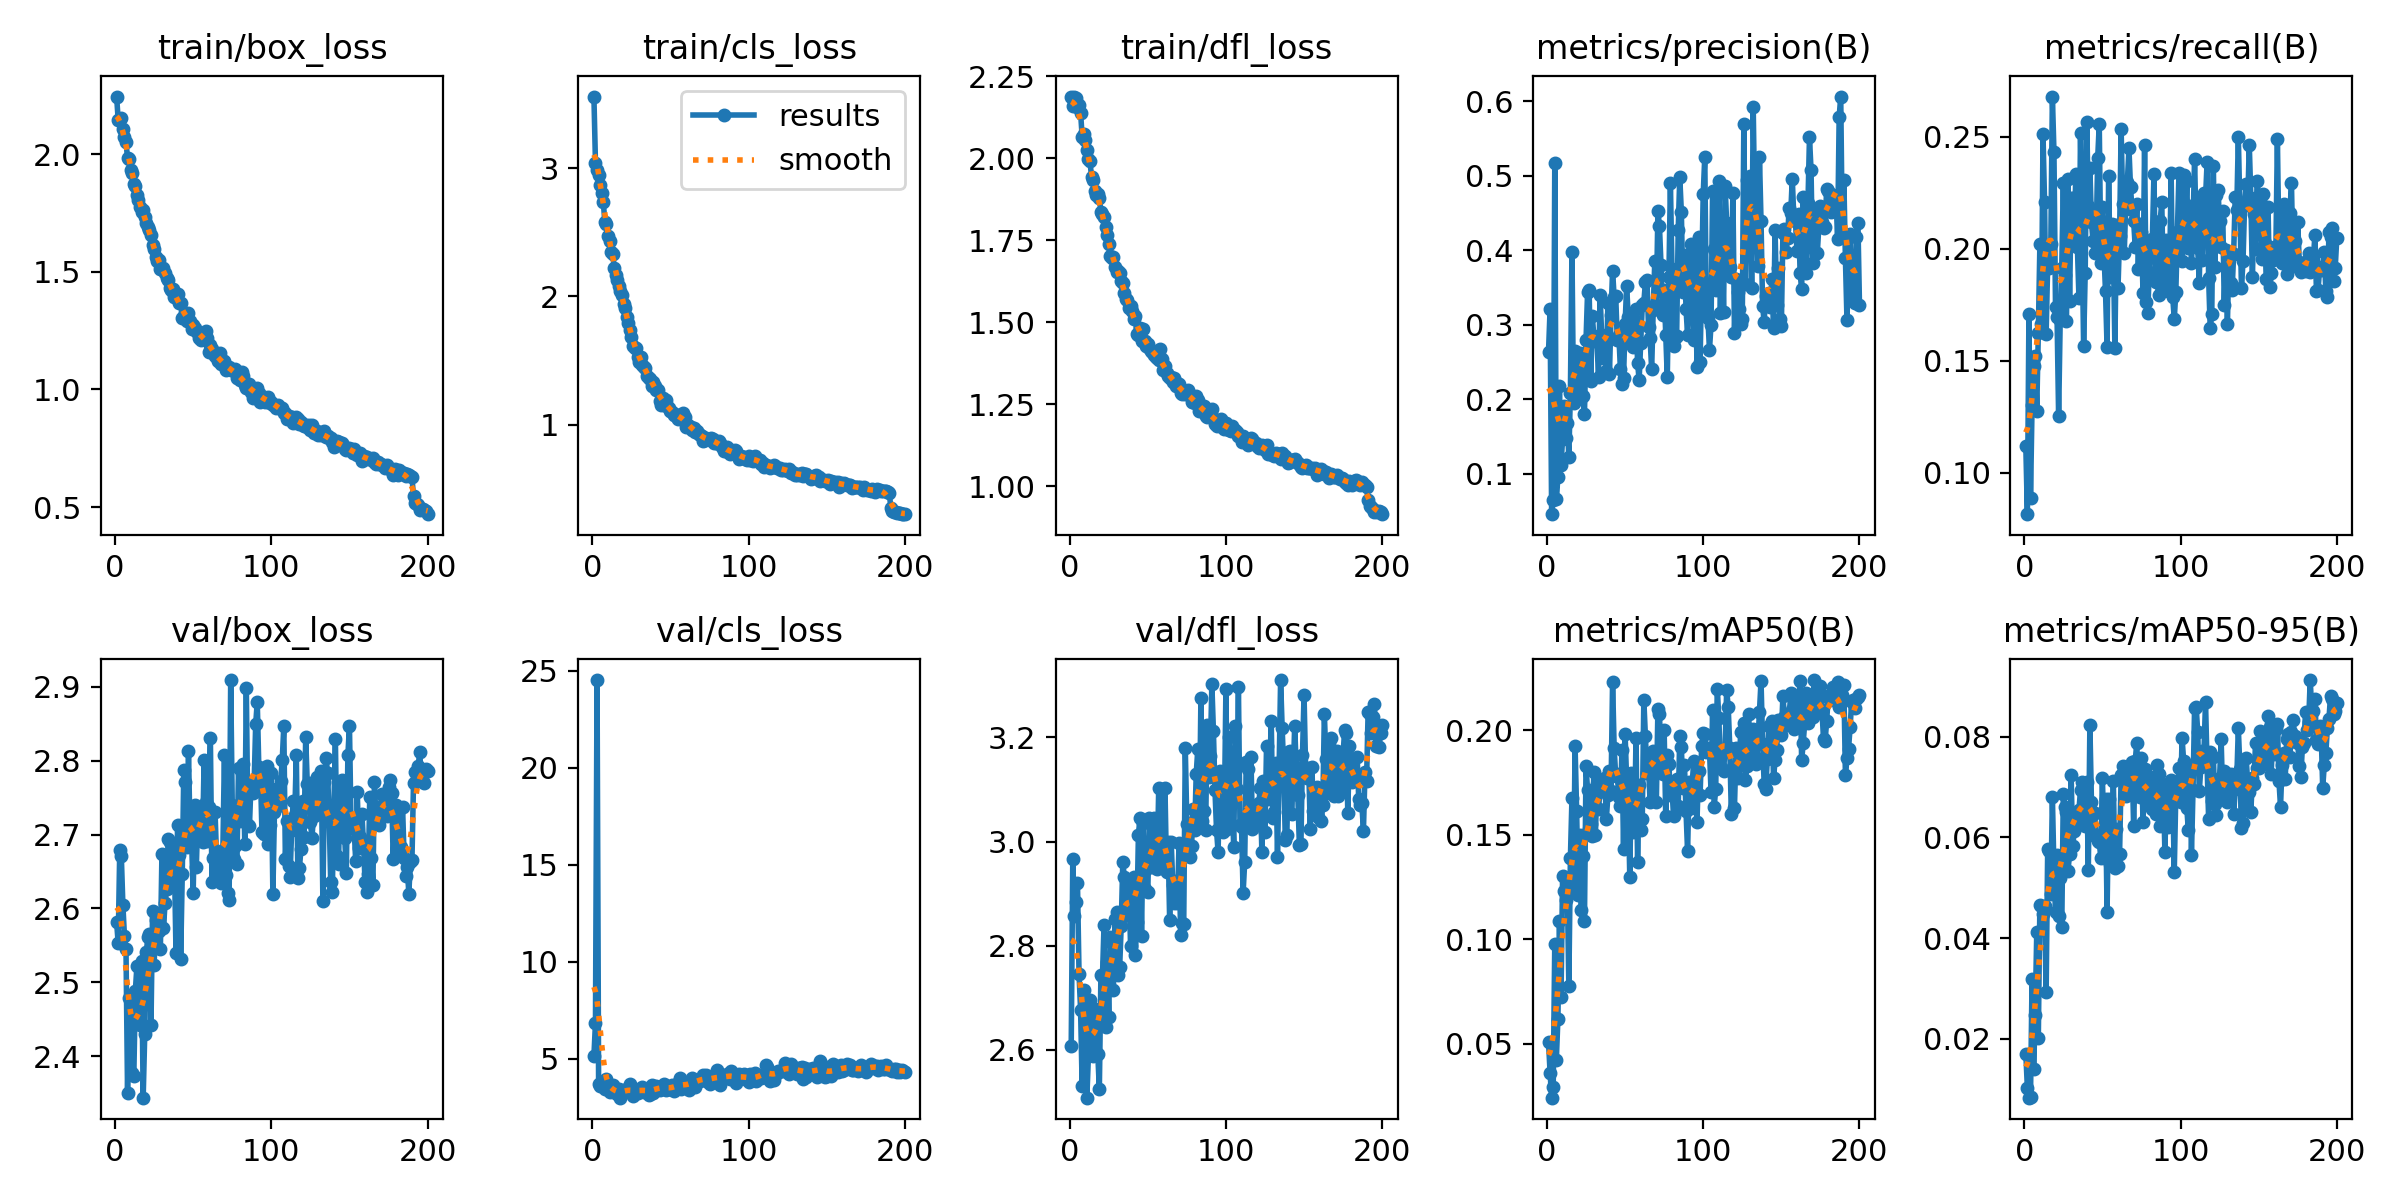 train/box_loss
2.0
1.5
1.0
0.5
0 100 200
train/cls_loss
results
smooth
3
2
1
0 100 200
train/dfl_loss
2.25
2.00
1.75
1.50
1.25
1.00
0 100 200
metrics/precision(B)
0.6
0.5
0.4
0.3
0.2
0.1
0 100 200
metrics/recall(B)
0.25
0.20
0.15
0.10
0 100 200
val/box_loss
2.9
2.8
2.7
2.6
2.5
2.4
0 100 200
val/cls_loss
25
20
15
10
5
0 100 200
val/dfl_loss
3.2
3.0
2.8
2.6
0 100 200
metrics/mAP50(B)
0.20
0.15
0.10
0.05
0 100 200
metrics/mAP50-95(B)
0.08
0.06
0.04
0.02
0 100 200